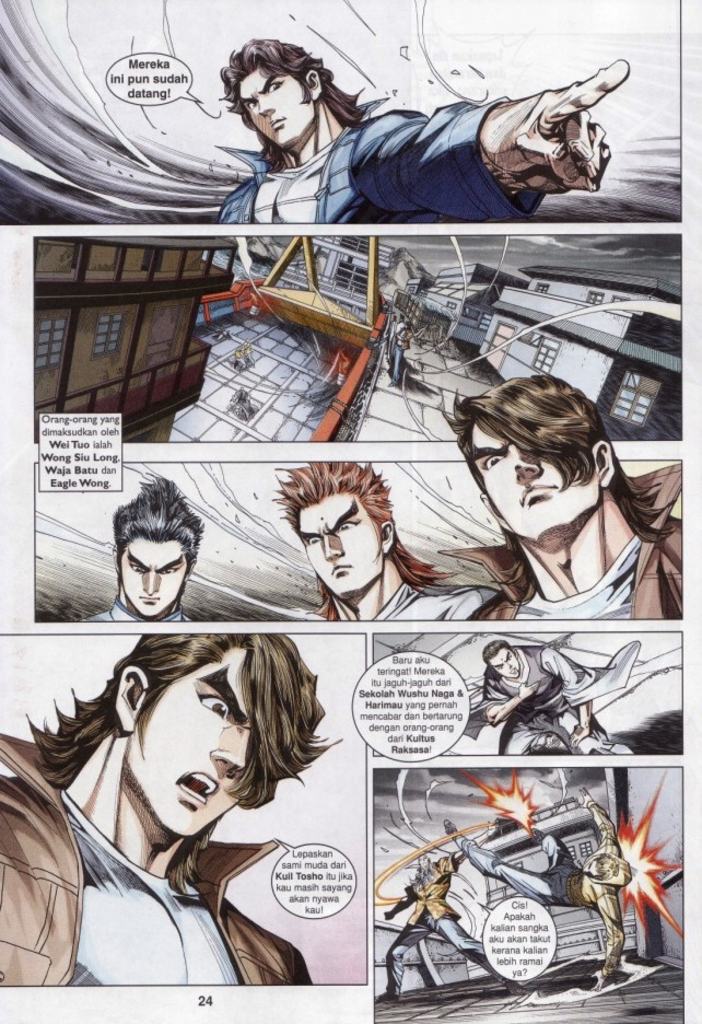 Mereka
ini pun sudah
datang!
Orang-orang yang
dimaksudkan oleh
Wei Tuo ialah
Wong Siu Long,
Waja Batu dan
Eagle Wong.
Baru aku
teringat! Mereka
itu jaguh-jaguh dari
Sekolah Wushu Naga &
Harimau yang pernah
mencabar dan bertarung
dengan orang-orang
dari Kultus
Raksasa!
Lepaskan
sami muda dari
Kuil Tosho itu jika
kau masih sayang
akan nyawa
kau!
Cis!
Apakah
kalian sangka
aku akan takut
kerana kalian
lebih ramai
ya?
24